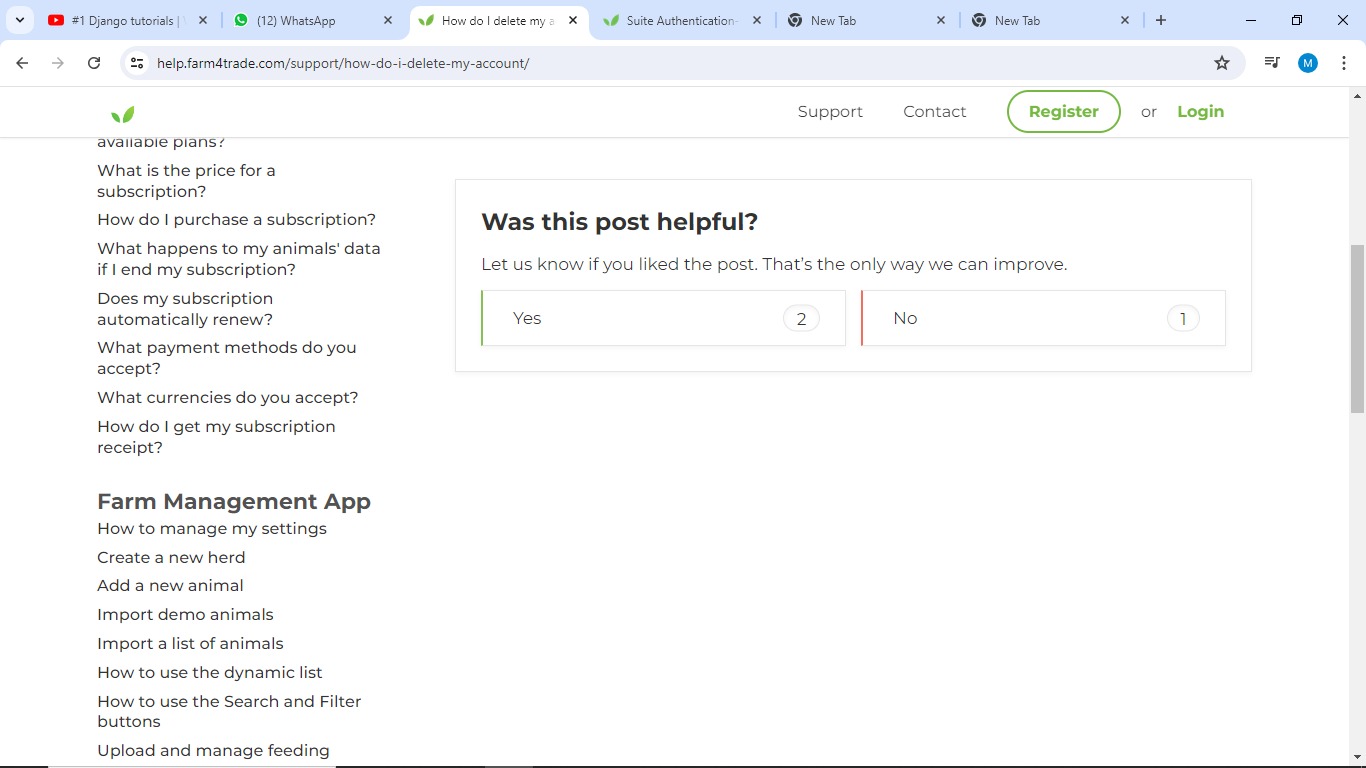 #1 Django tutorials |
(12) WhatsApp
How do I delete my a
Suite Authentication-
New Tab
New Tab
help.farm4trade.com/support/how-do-i-delete-my-account/
M
Support
Contact
Register
or
Login
available plans?
What is the price for a
subscription?
How do I purchase a subscription?
What happens to my animals' data
if I end my subscription?
Does my subscription
automatically renew?
What payment methods do you
accept?
What currencies do you accept?
How do I get my subscription
receipt?
Farm Management App
How to manage my settings
Create a new herd
Add a new animal
Import demo animals
Import a list of animals
How to use the dynamic list
How to use the Search and Filter
buttons
Upload and manage feeding
Was this post helpful?
Let us know if you liked the post. That’s the only way we can improve.
Yes 2
No 1